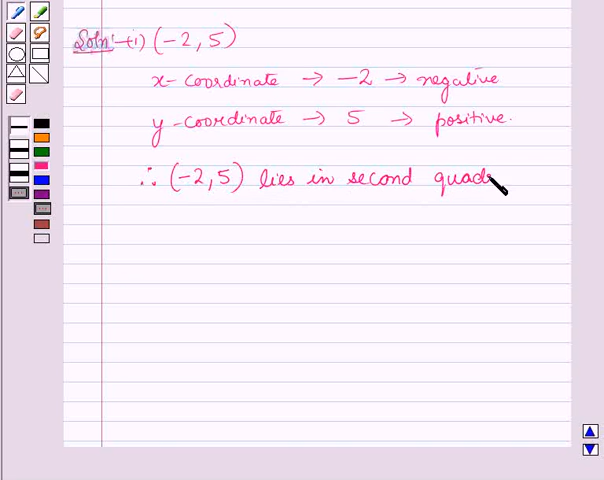 Soln:-(i) (-2, 5)
x-coordinate → -2 → negative
y-coordinate → 5 → positive.
∴ (-2, 5) lies in second quad